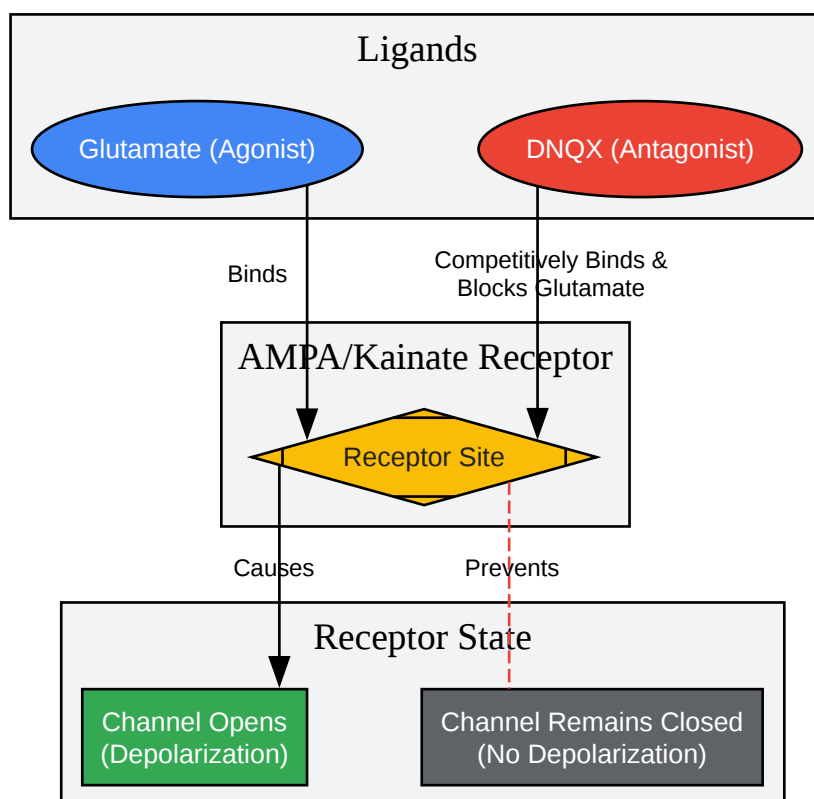 Ligands
Glutamate (Agonist)
DNQX (Antagonist)
Binds
Competitively Binds &
Blocks Glutamate
AMPA/Kainate Receptor
Receptor Site
Causes
Prevents
Receptor State
Channel Opens
(Depolarization)
Channel Remains Closed
(No Depolarization)